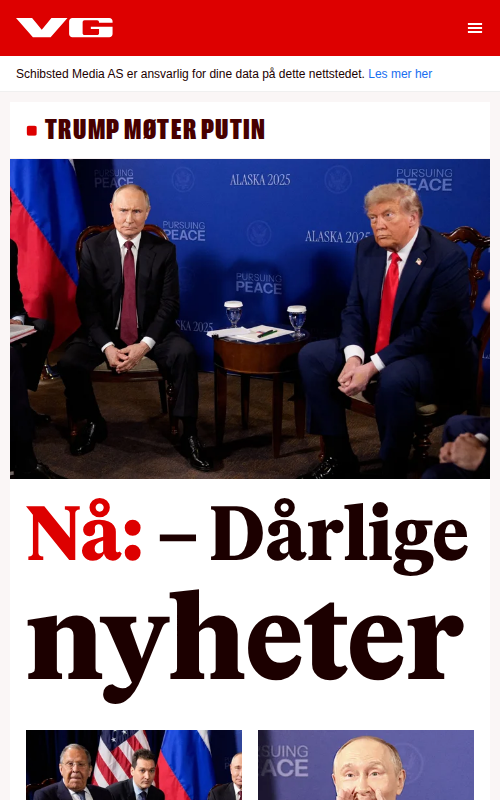 VG
Schibsted Media AS er ansvarlig for dine data på dette nettstedet. Les mer her
TRUMP MØTER PUTIN
PURSUING
PEACE
ALASKA 2025
PURSUING
PEACE
PURSUING
PEACE
ALASKA 2025
PURSUING
PEACE
SKA 2025
Nå: – Dårlige
nyheter
SUING
ACE